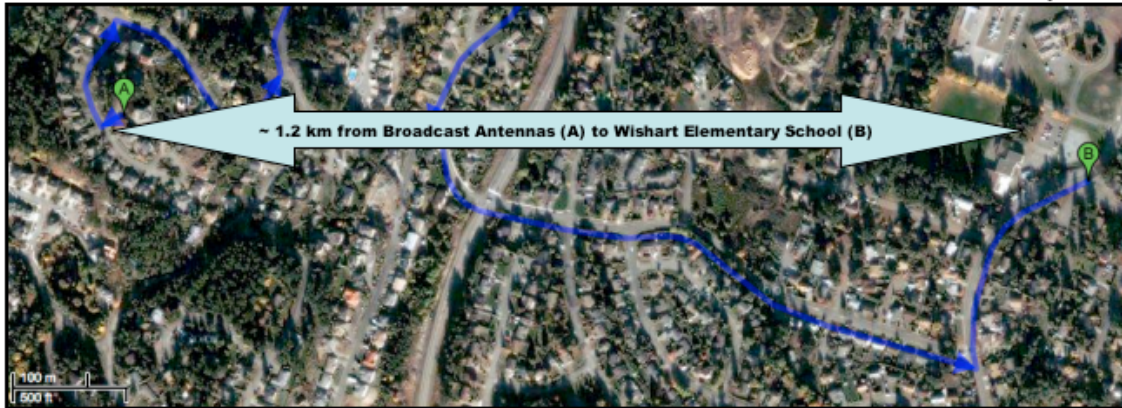 A
~ 1.2 km from Broadcast Antennas (A) to Wishart Elementary School (B)
B
100 m
500 ft